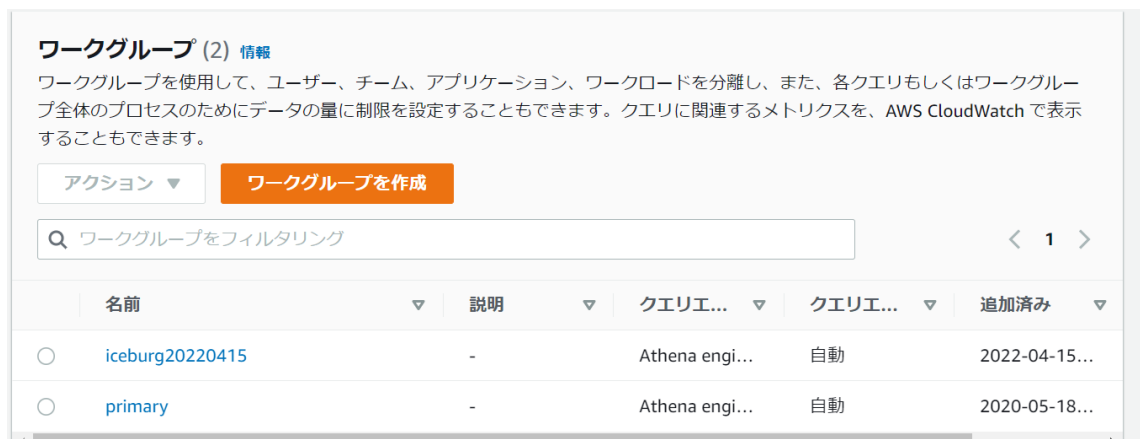 ワークグループ (2) 情報
ワークグループを使用して、ユーザー、チーム、アプリケーション、ワークロードを分離し、また、各クエリもしくはワークグルー
プ全体のプロセスのためにデータの量に制限を設定することもできます。クエリに関連するメトリクスを、AWS CloudWatch で表示
することもできます。
アクション ワークグループを作成
ワークグループをフィルタリング 1
名前 説明 クエリエ... クエリエ... 追加済み
iceburg20220415 - Athena engi... 自動 2022-04-15...
primary - Athena engi... 自動 2020-05-18...